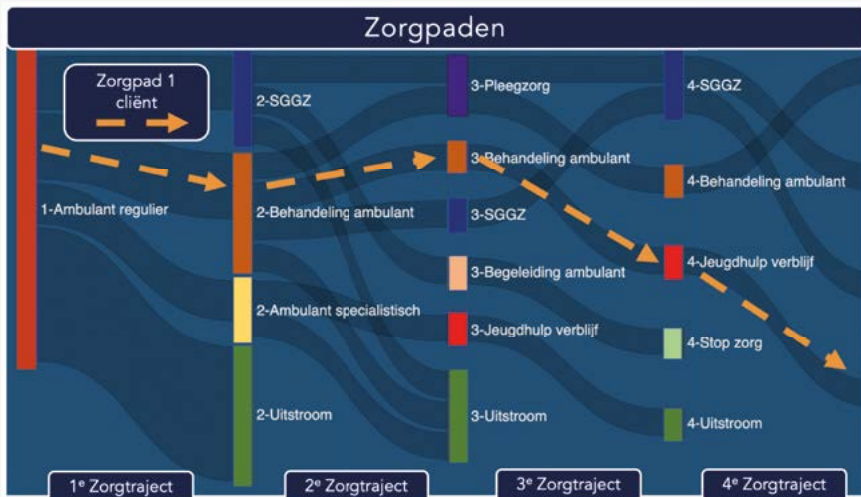 Zorgpaden
Zorgpad 1
cliënt
1-Ambulant regulier
2-SGGZ
2-Behandeling ambulant
2-Ambulant specialistisch
2-Uitstroom
3-Pleegzorg
3-Behandeling ambulant
3-SGGZ
3-Begeleiding ambulant
3-Jeugdhulp verblijf
3-Uitstroom
4-SGGZ
4-Behandeling ambulant
4-Jeugdhulp verblijf
4-Stop zorg
4-Uitstroom
1e Zorgtraject
2e Zorgtraject
3e Zorgtraject
4e Zorgtraject